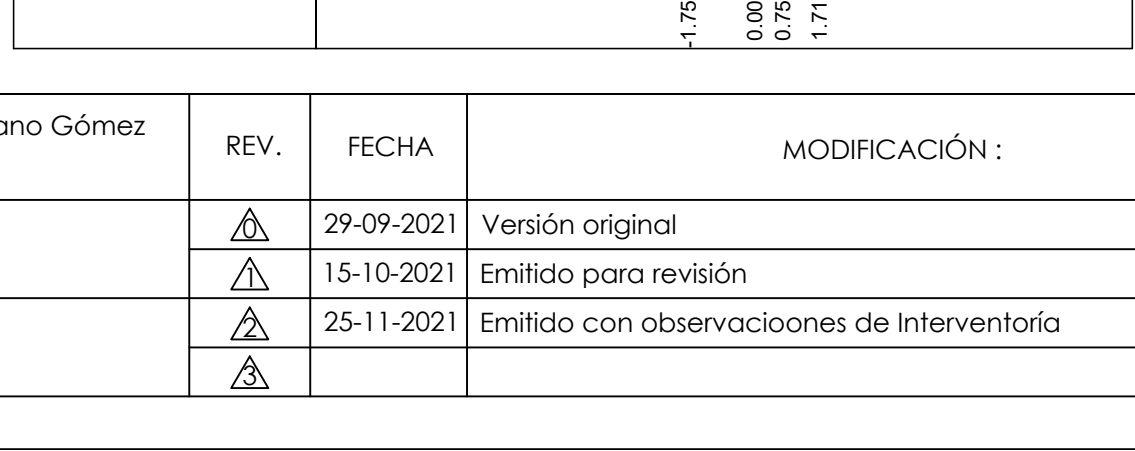 -1.75
0.00
0.75
1.71
Gómez
REV. FECHA MODIFICACIÓN :
0 29-09-2021 Versión original
1 15-10-2021 Emitido para revisión
2 25-11-2021 Emitido con observacioones de Interventoría
3